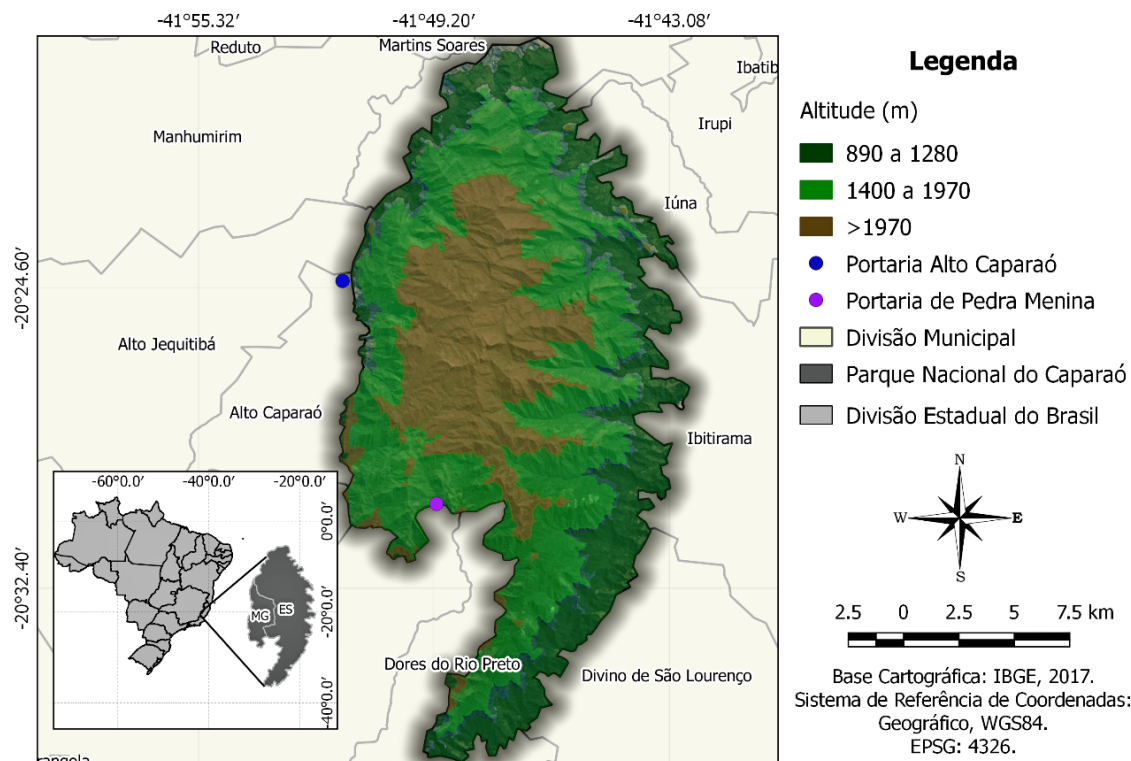 -41°55.32′
-41°49.20′
-41°43.08′
Reduto
Martins Soares
Ibatib
Manhumirim
Irupi
Iúna
-20°24.60′
Alto Jequitibá
Alto Caparaó
Ibitirama
-20°32.40′
Dores do Rio Preto
Divino de São Lourenço
-60°0.0′
-40°0.0′
-20°0.0′
0°0.0′
-20°0.0′
-40°0.0′
MG
ES
rangola
Legenda
Altitude (m)
890 a 1280
1400 a 1970
>1970
Portaria Alto Caparaó
Portaria de Pedra Menina
Divisão Municipal
Parque Nacional do Caparaó
Divisão Estadual do Brasil
N
W
E
S
2.5 0 2.5 5 7.5 km
Base Cartográfica: IBGE, 2017.
Sistema de Referência de Coordenadas:
Geográfico, WGS84.
EPSG: 4326.